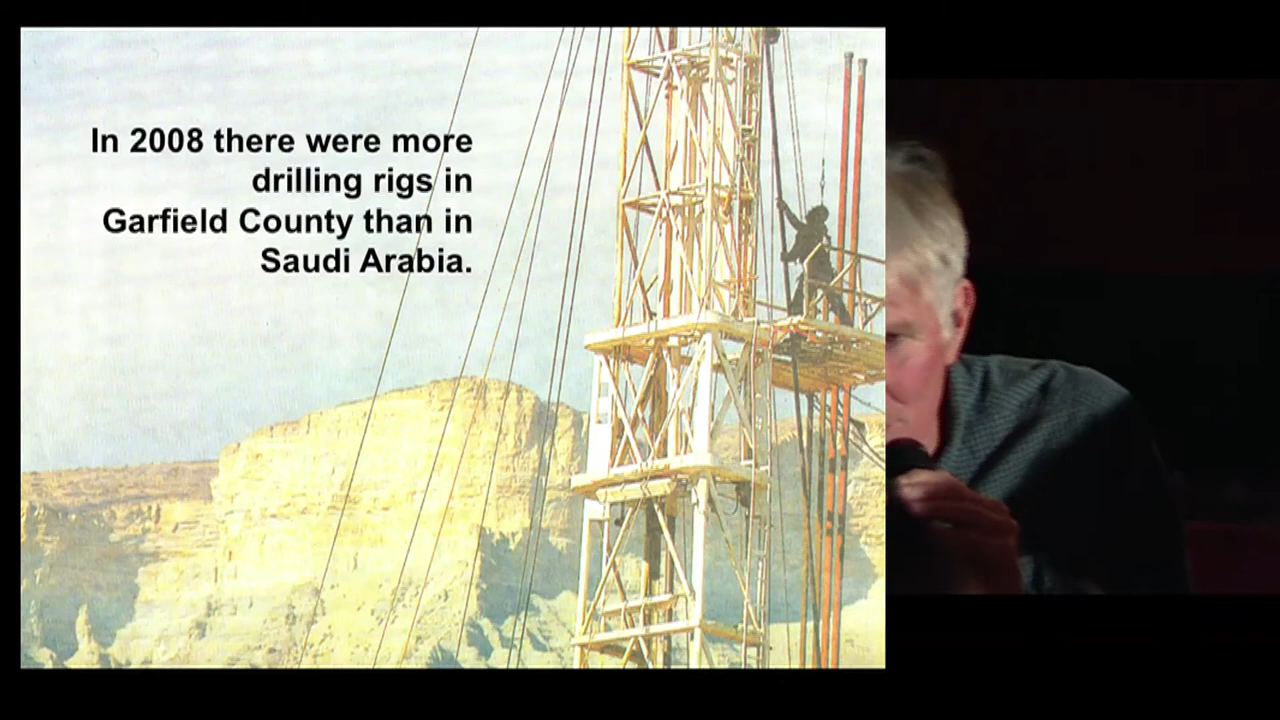 In 2008 there were more
drilling rigs in
Garfield County than in
Saudi Arabia.